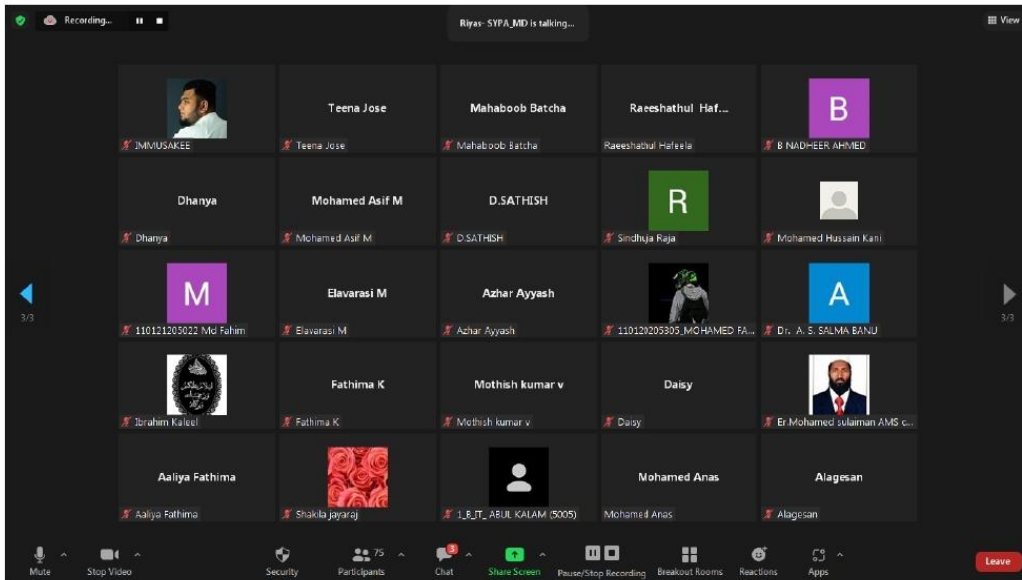 Recording...
Riyas- SYPA_MD is talking...
View
Teena Jose
Mahaboob Batcha
Raeeshathul Haf...
B
IMMUSAKEE
Teena Jose
Mahaboob Batcha
Raeeshathul Hafeela
B NADHEER AHMED
Dhanya
Mohamed Asif M
D.SATHISH
R
Dhanya
Mohamed Asif M
D.SATHISH
Sindhuja Raja
Mohamed Hussain Kani
M
Elavarasi M
Azhar Ayyash
A
3/3
3/3
110121205022 Md Fahim
Elavarasi M
Azhar Ayyash
110120205305_MOHAMED FA...
Dr. A. S. SALMA BANU
Fathima K
Mothish kumar v
Daisy
Ibrahim Kaleel
Fathima K
Mothish kumar v
Daisy
Er.Mohamed sulaiman AMS c...
Aaliya Fathima
Mohamed Anas
Alagesan
Aaliya Fathima
Shakila jayaraj
1_B_IT_ ABUL KALAM (5005)
Mohamed Anas
Alagesan
75
3
Mute
Stop Video
Security
Participants
Chat
Share Screen
Pause/Stop Recording
Breakout Rooms
Reactions
Apps
Leave